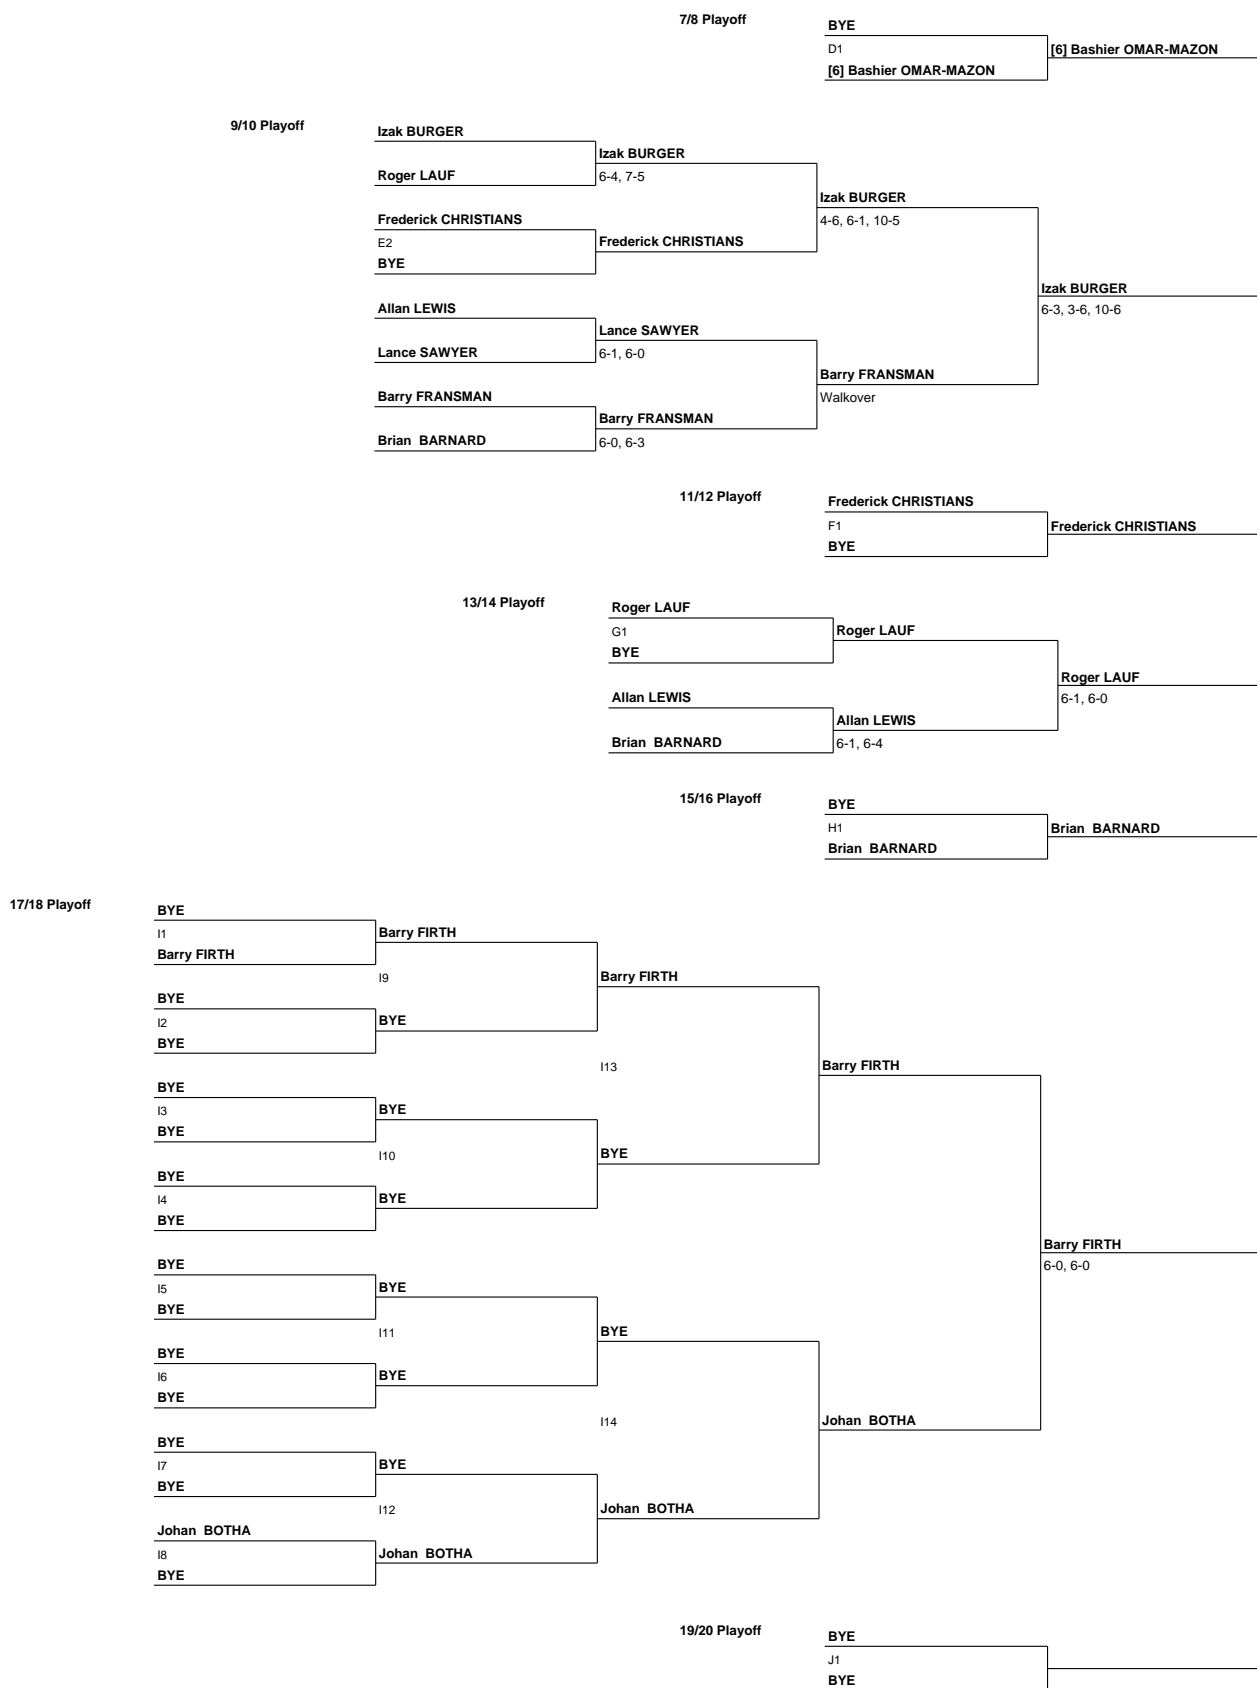 7/8 Playoff
BYE
D1
[6] Bashier OMAR-MAZON
[6] Bashier OMAR-MAZON
9/10 Playoff
Izak BURGER
Izak BURGER
Roger LAUF
6-4, 7-5
Izak BURGER
Frederick CHRISTIANS
4-6, 6-1, 10-5
E2
Frederick CHRISTIANS
BYE
Izak BURGER
Allan LEWIS
6-3, 3-6, 10-6
Lance SAWYER
Lance SAWYER
6-1, 6-0
Barry FRANSMAN
Barry FRANSMAN
Walkover
Barry FRANSMAN
Brian BARNARD
6-0, 6-3
11/12 Playoff
Frederick CHRISTIANS
F1
Frederick CHRISTIANS
BYE
13/14 Playoff
Roger LAUF
G1
Roger LAUF
BYE
Roger LAUF
Allan LEWIS
6-1, 6-0
Allan LEWIS
Brian BARNARD
6-1, 6-4
15/16 Playoff
BYE
H1
Brian BARNARD
Brian BARNARD
17/18 Playoff
BYE
I1
Barry FIRTH
Barry FIRTH
I9
Barry FIRTH
BYE
I2
BYE
BYE
I13
Barry FIRTH
BYE
I3
BYE
BYE
I10
BYE
BYE
I4
BYE
BYE
Barry FIRTH
6-0, 6-0
BYE
I5
BYE
BYE
I11
BYE
BYE
I6
BYE
BYE
I14
Johan BOTHA
BYE
I7
BYE
BYE
I12
Johan BOTHA
Johan BOTHA
I8
Johan BOTHA
BYE
19/20 Playoff
BYE
J1
BYE